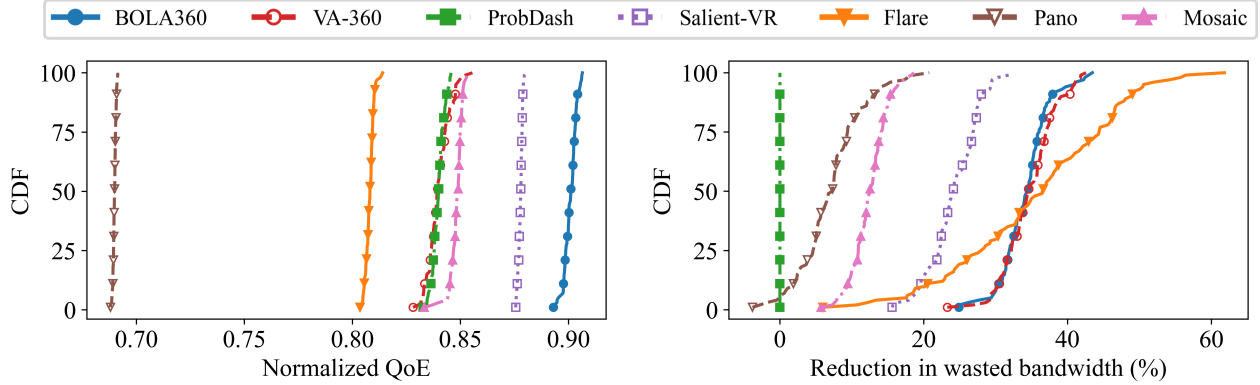 BOLA360 VA-360 ProbDash Salient-VR Flare Pano Mosaic
100
75
50
25
0
CDF
0.70 0.75 0.80 0.85 0.90
Normalized QoE
100
75
50
25
0
CDF
0 20 40 60
Reduction in wasted bandwidth (%)